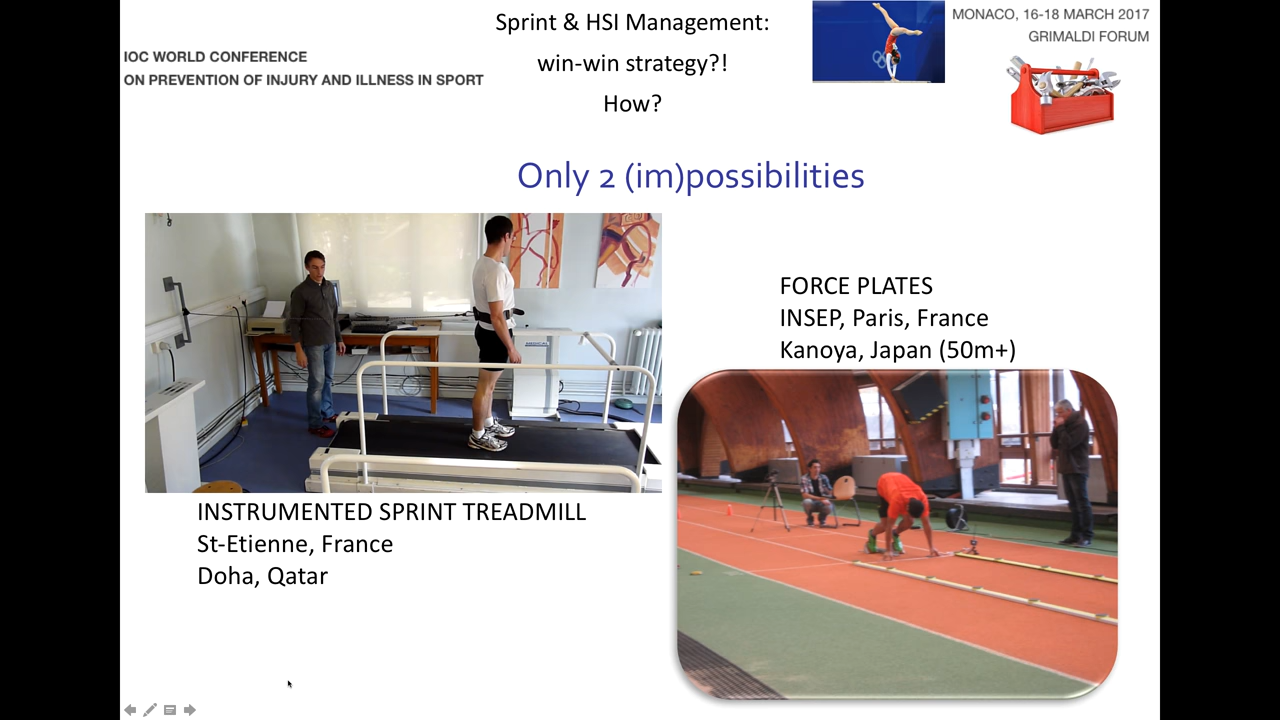 Sprint & HSI Management:
win-win strategy?!
How?
MONACO, 16-18 MARCH 2017
GRIMALDI FORUM
IOC WORLD CONFERENCE
ON PREVENTION OF INJURY AND ILLNESS IN SPORT
Only 2 (im)possibilities
FORCE PLATES
INSEP, Paris, France
Kanoya, Japan (50m+)
INSTRUMENTED SPRINT TREADMILL
St-Etienne, France
Doha, Qatar